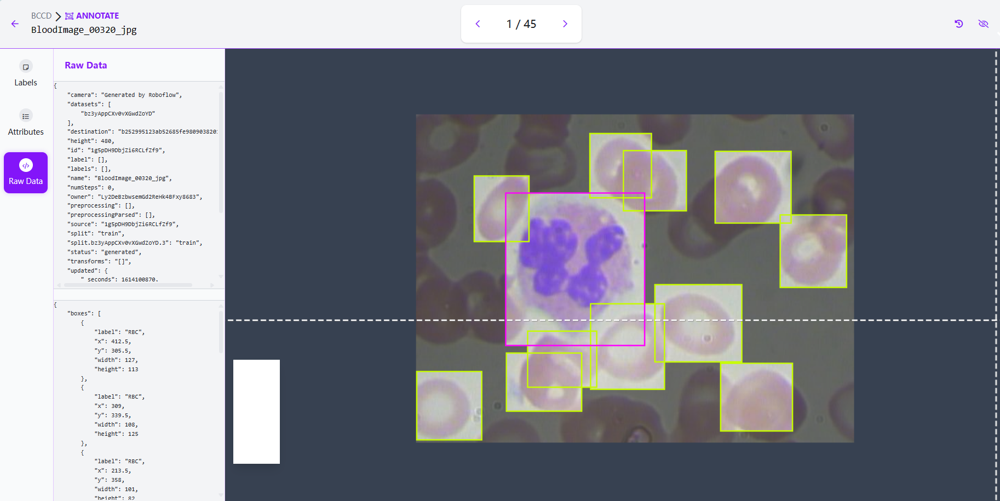 BCCD ANNOTATE
BloodImage_00320_jpg
1 / 45
Labels
Attributes
Raw Data
Raw Data
{
"camera": "Generated by Roboflow",
"datasets": [
"bz3yAppCXv0vXGwdZoYD"
],
"destination": "b252995123ab52685fe980903820:
"height": 480,
"id": "1g5pDH9DbjZi6RCLfZf9",
"label": [],
"labels": [],
"name": "BloodImage_00320_jpg",
"numSteps": 0,
"owner": "Ly2DeBzbwsemGd2ReHk4BFxy8683",
"preprocessing": [],
"preprocessingParsed": [],
"source": "1g5pDH9DbjZi6RCLfZf9",
"split": "train",
"split.bz3yAppCXv0vXGwdZoYD.3": "train",
"status": "generated",
"transforms": "[]",
"updated": {
"_seconds": 1614100870,
{
"boxes": [
{
"label": "RBC",
"x": 412.5,
"y": 305.5,
"width": 127,
"height": 113
},
{
"label": "RBC",
"x": 309,
"y": 339.5,
"width": 108,
"height": 125
},
{
"label": "RBC",
"x": 213.5,
"y": 358,
"width": 101,
"height": 82